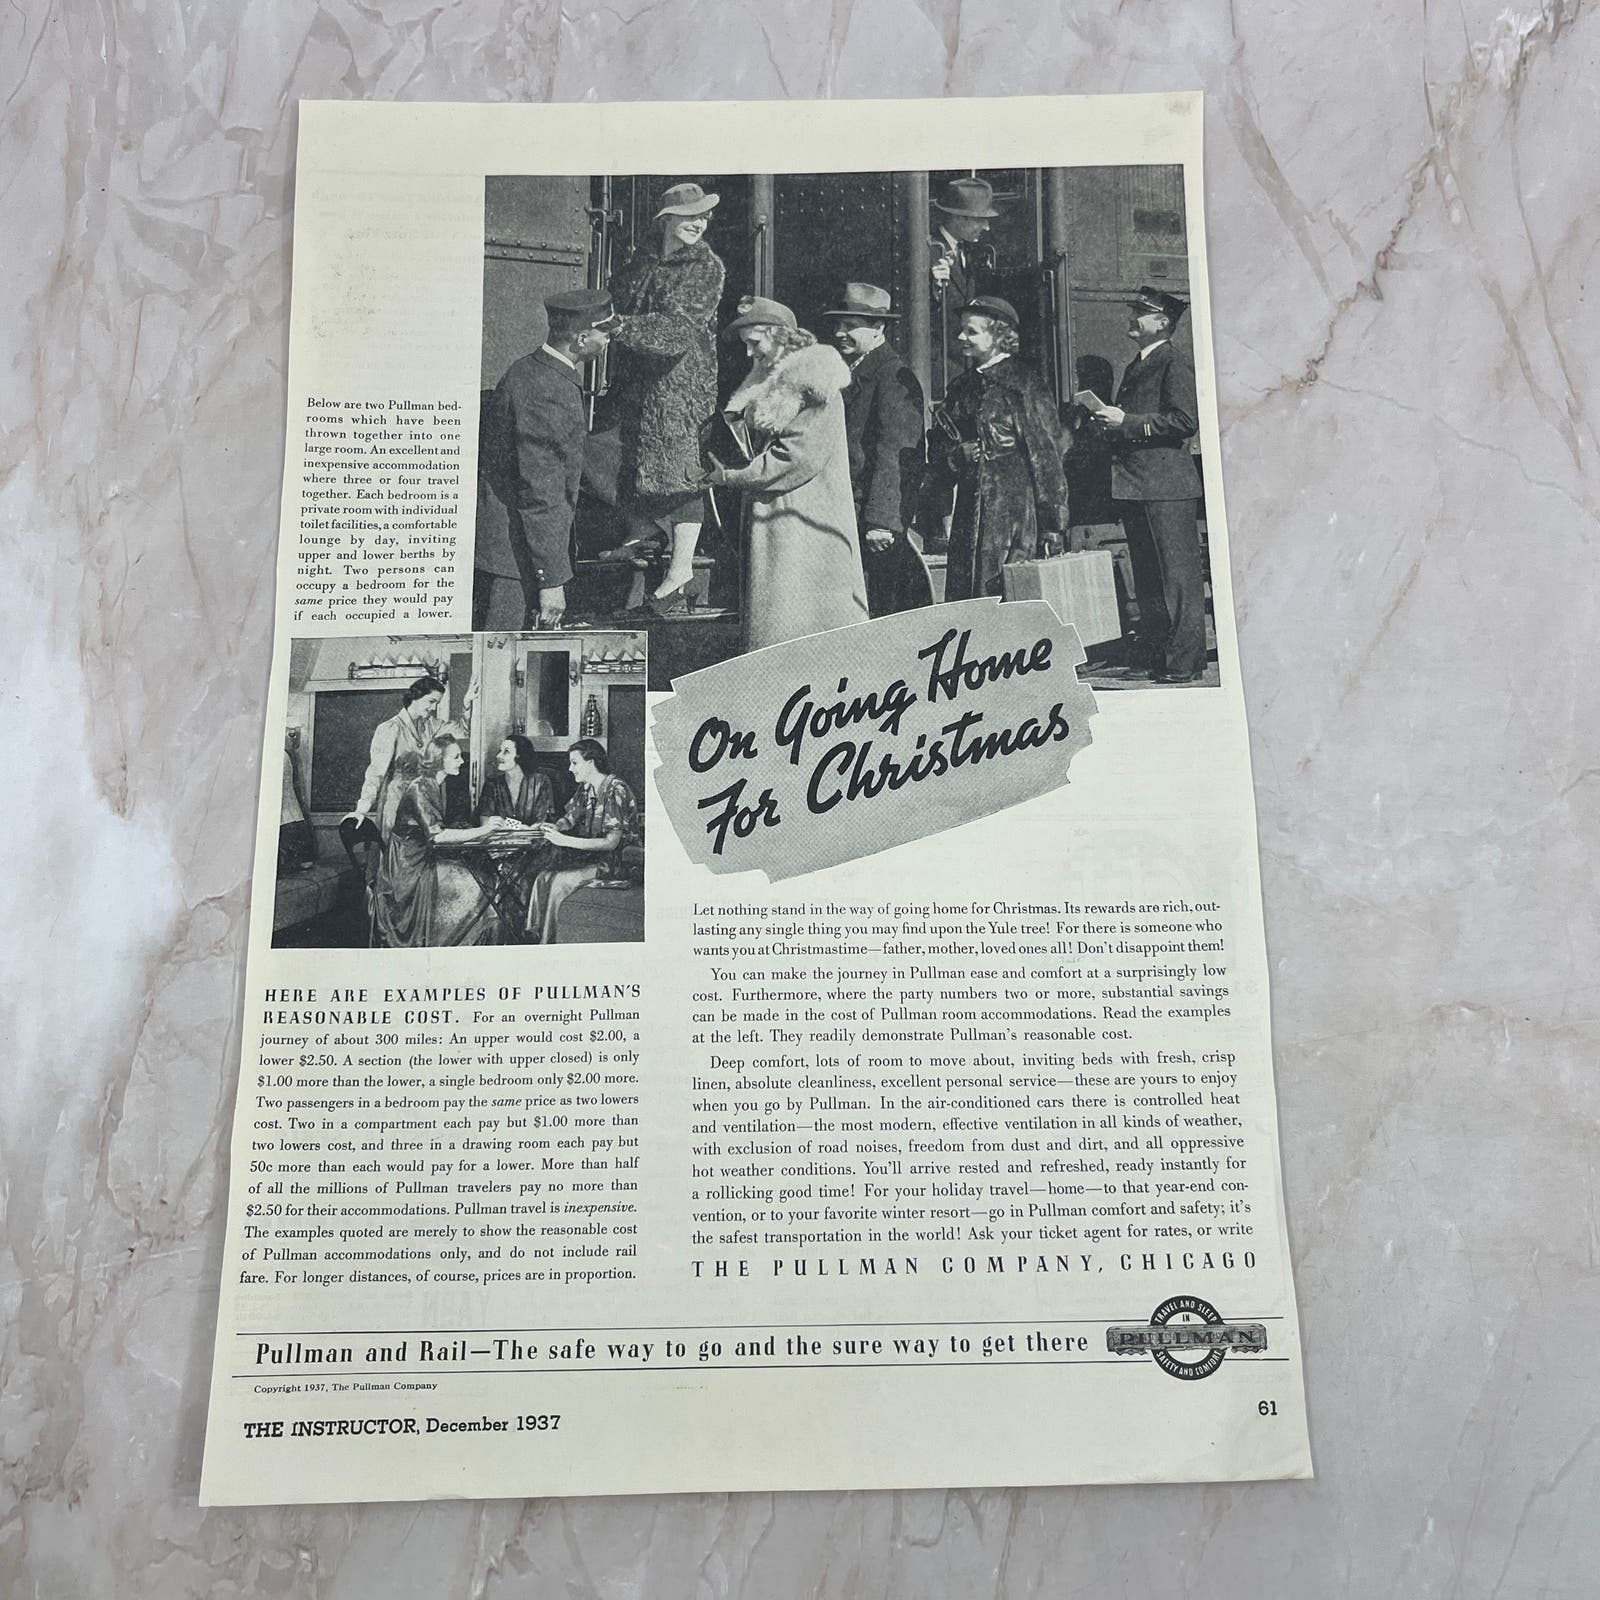 Below are two Pullman bed-
rooms which have been
thrown together into one
large room. An excellent and
inexpensive accommodation
where three or four travel
together. Each bedroom is a
private room with individual
toilet facilities, a comfortable
lounge by day, inviting
upper and lower berths by
night. Two persons can
occupy a bedroom for the
same price they would pay
if each occupied a lower.
On Going Home
For Christmas
HERE ARE EXAMPLES OF PULLMAN'S
REASONABLE COST. For an overnight Pullman
journey of about 300 miles: An upper would cost $2.00, a
lower $2.50. A section (the lower with upper closed) is only
$1.00 more than the lower, a single bedroom only $2.00 more.
Two passengers in a bedroom pay the same price as two lowers
cost. Two in a compartment each pay but $1.00 more than
two lowers cost, and three in a drawing room each pay but
50c more than each would pay for a lower. More than half
of all the millions of Pullman travelers pay no more than
$2.50 for their accommodations. Pullman travel is inexpensive.
The examples quoted are merely to show the reasonable cost
of Pullman accommodations only, and do not include rail
fare. For longer distances, of course, prices are in proportion.
Let nothing stand in the way of going home for Christmas. Its rewards are rich, out-
lasting any single thing you may find upon the Yule tree! For there is someone who
wants you at Christmastime—father, mother, loved ones all! Don't disappoint them!
You can make the journey in Pullman ease and comfort at a surprisingly low
cost. Furthermore, where the party numbers two or more, substantial savings
can be made in the cost of Pullman room accommodations. Read the examples
at the left. They readily demonstrate Pullman's reasonable cost.
Deep comfort, lots of room to move about, inviting beds with fresh, crisp
linen, absolute cleanliness, excellent personal service—these are yours to enjoy
when you go by Pullman. In the air-conditioned cars there is controlled heat
and ventilation—the most modern, effective ventilation in all kinds of weather,
with exclusion of road noises, freedom from dust and dirt, and all oppressive
hot weather conditions. You'll arrive rested and refreshed, ready instantly for
a rollicking good time! For your holiday travel—home—to that year-end con-
vention, or to your favorite winter resort—go in Pullman comfort and safety; it's
the safest transportation in the world! Ask your ticket agent for rates, or write
THE PULLMAN COMPANY, CHICAGO
Pullman and Rail—The safe way to go and the sure way to get there
TRAVEL AND SLEEP
IN
PULLMAN
SAFETY AND COMFORT
Copyright 1937, The Pullman Company
THE INSTRUCTOR, December 1937
61